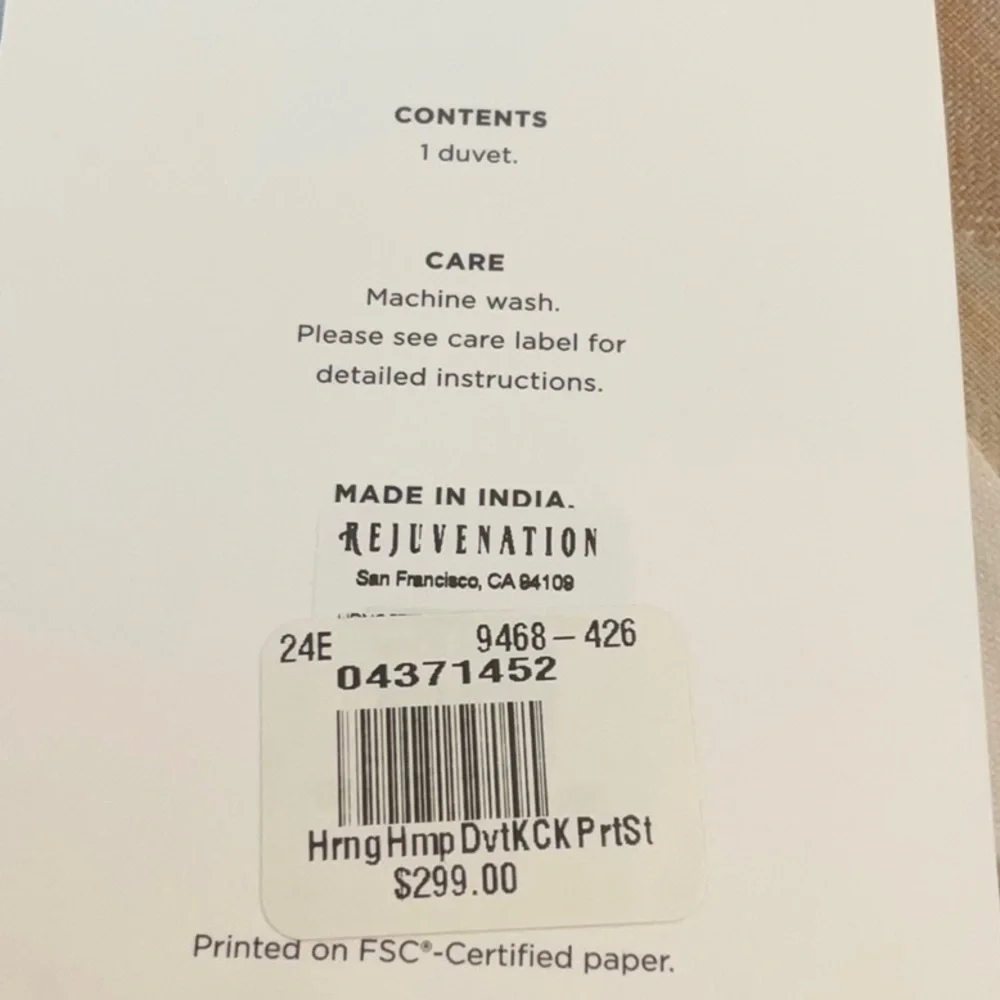 CONTENTS
1 duvet.
CARE
Machine wash.
Please see care label for
detailed instructions.
MADE IN INDIA.
REJUVENATION
San Francisco, CA 94109
24E 9468-426
04371452
HrngHmpDvtKCKPrtSt
$299.00
Printed on FSC®-Certified paper.